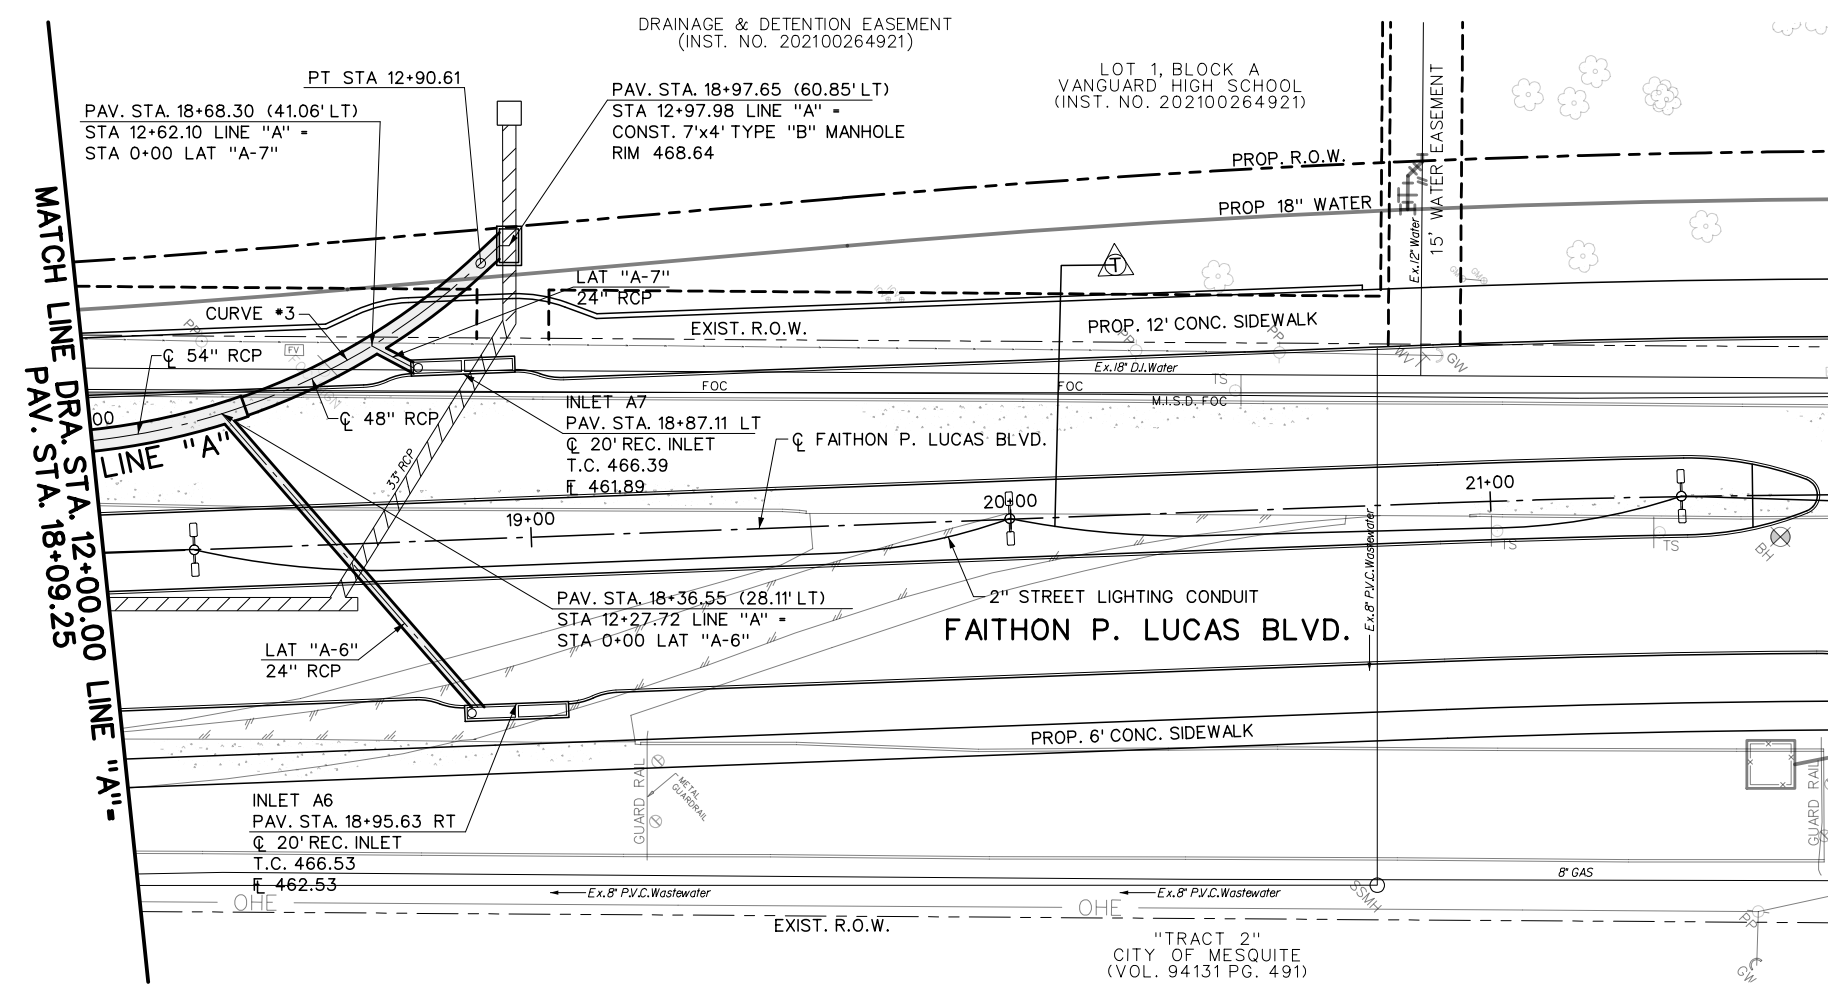 DRAINAGE & DETENTION EASEMENT
(INST. NO. 202100264921)
PT STA 12+90.61
PAV. STA. 18+68.30 (41.06' LT)
STA 12+62.10 LINE "A" =
STA 0+00 LAT "A-7"
PAV. STA. 18+97.65 (60.85' LT)
STA 12+97.98 LINE "A" =
CONST. 7'x4' TYPE "B" MANHOLE
RIM 468.64
LOT 1, BLOCK A
VANGUARD HIGH SCHOOL
(INST. NO. 202100264921)
15' WATER EASEMENT
PROP. R.O.W.
PROP 18" WATER
Ex.12" Water
MATCH LINE DRA. STA. 12+00.00 LINE "A"=
PAV. STA. 18+09.25
LAT "A-7"
24" RCP
CURVE #3
PP
FV
EXIST. R.O.W.
PROP. 12' CONC. SIDEWALK
PP
PP
WV
GW
℄ 54" RCP
Ex.18" D.I.Water
FOC
FOC
TS
M.I.S.D. FOC
00
℄ 48" RCP
LINE "A"
INLET A7
PAV. STA. 18+87.11 LT
℄ 20' REC. INLET
T.C. 466.39
FL 461.89
33" RCP
℄ FAITHON P. LUCAS BLVD.
19+00
20+00
21+00
TS
TS
BH
Ex.8" P.V.C.Wastewater
PAV. STA. 18+36.55 (28.11' LT)
STA 12+27.72 LINE "A" =
STA 0+00 LAT "A-6"
2" STREET LIGHTING CONDUIT
FAITHON P. LUCAS BLVD.
LAT "A-6"
24" RCP
PROP. 6' CONC. SIDEWALK
GUARD RAIL
METAL
GUARDRAIL
GUARD RAIL
INLET A6
PAV. STA. 18+95.63 RT
℄ 20' REC. INLET
T.C. 466.53
FL 462.53
8" GAS
Ex.8" P.V.C.Wastewater
Ex.8" P.V.C.Wastewater
SSMH
OHE
OHE
EXIST. R.O.W.
PP
GW
"TRACT 2"
CITY OF MESQUITE
(VOL. 94131 PG. 491)
T